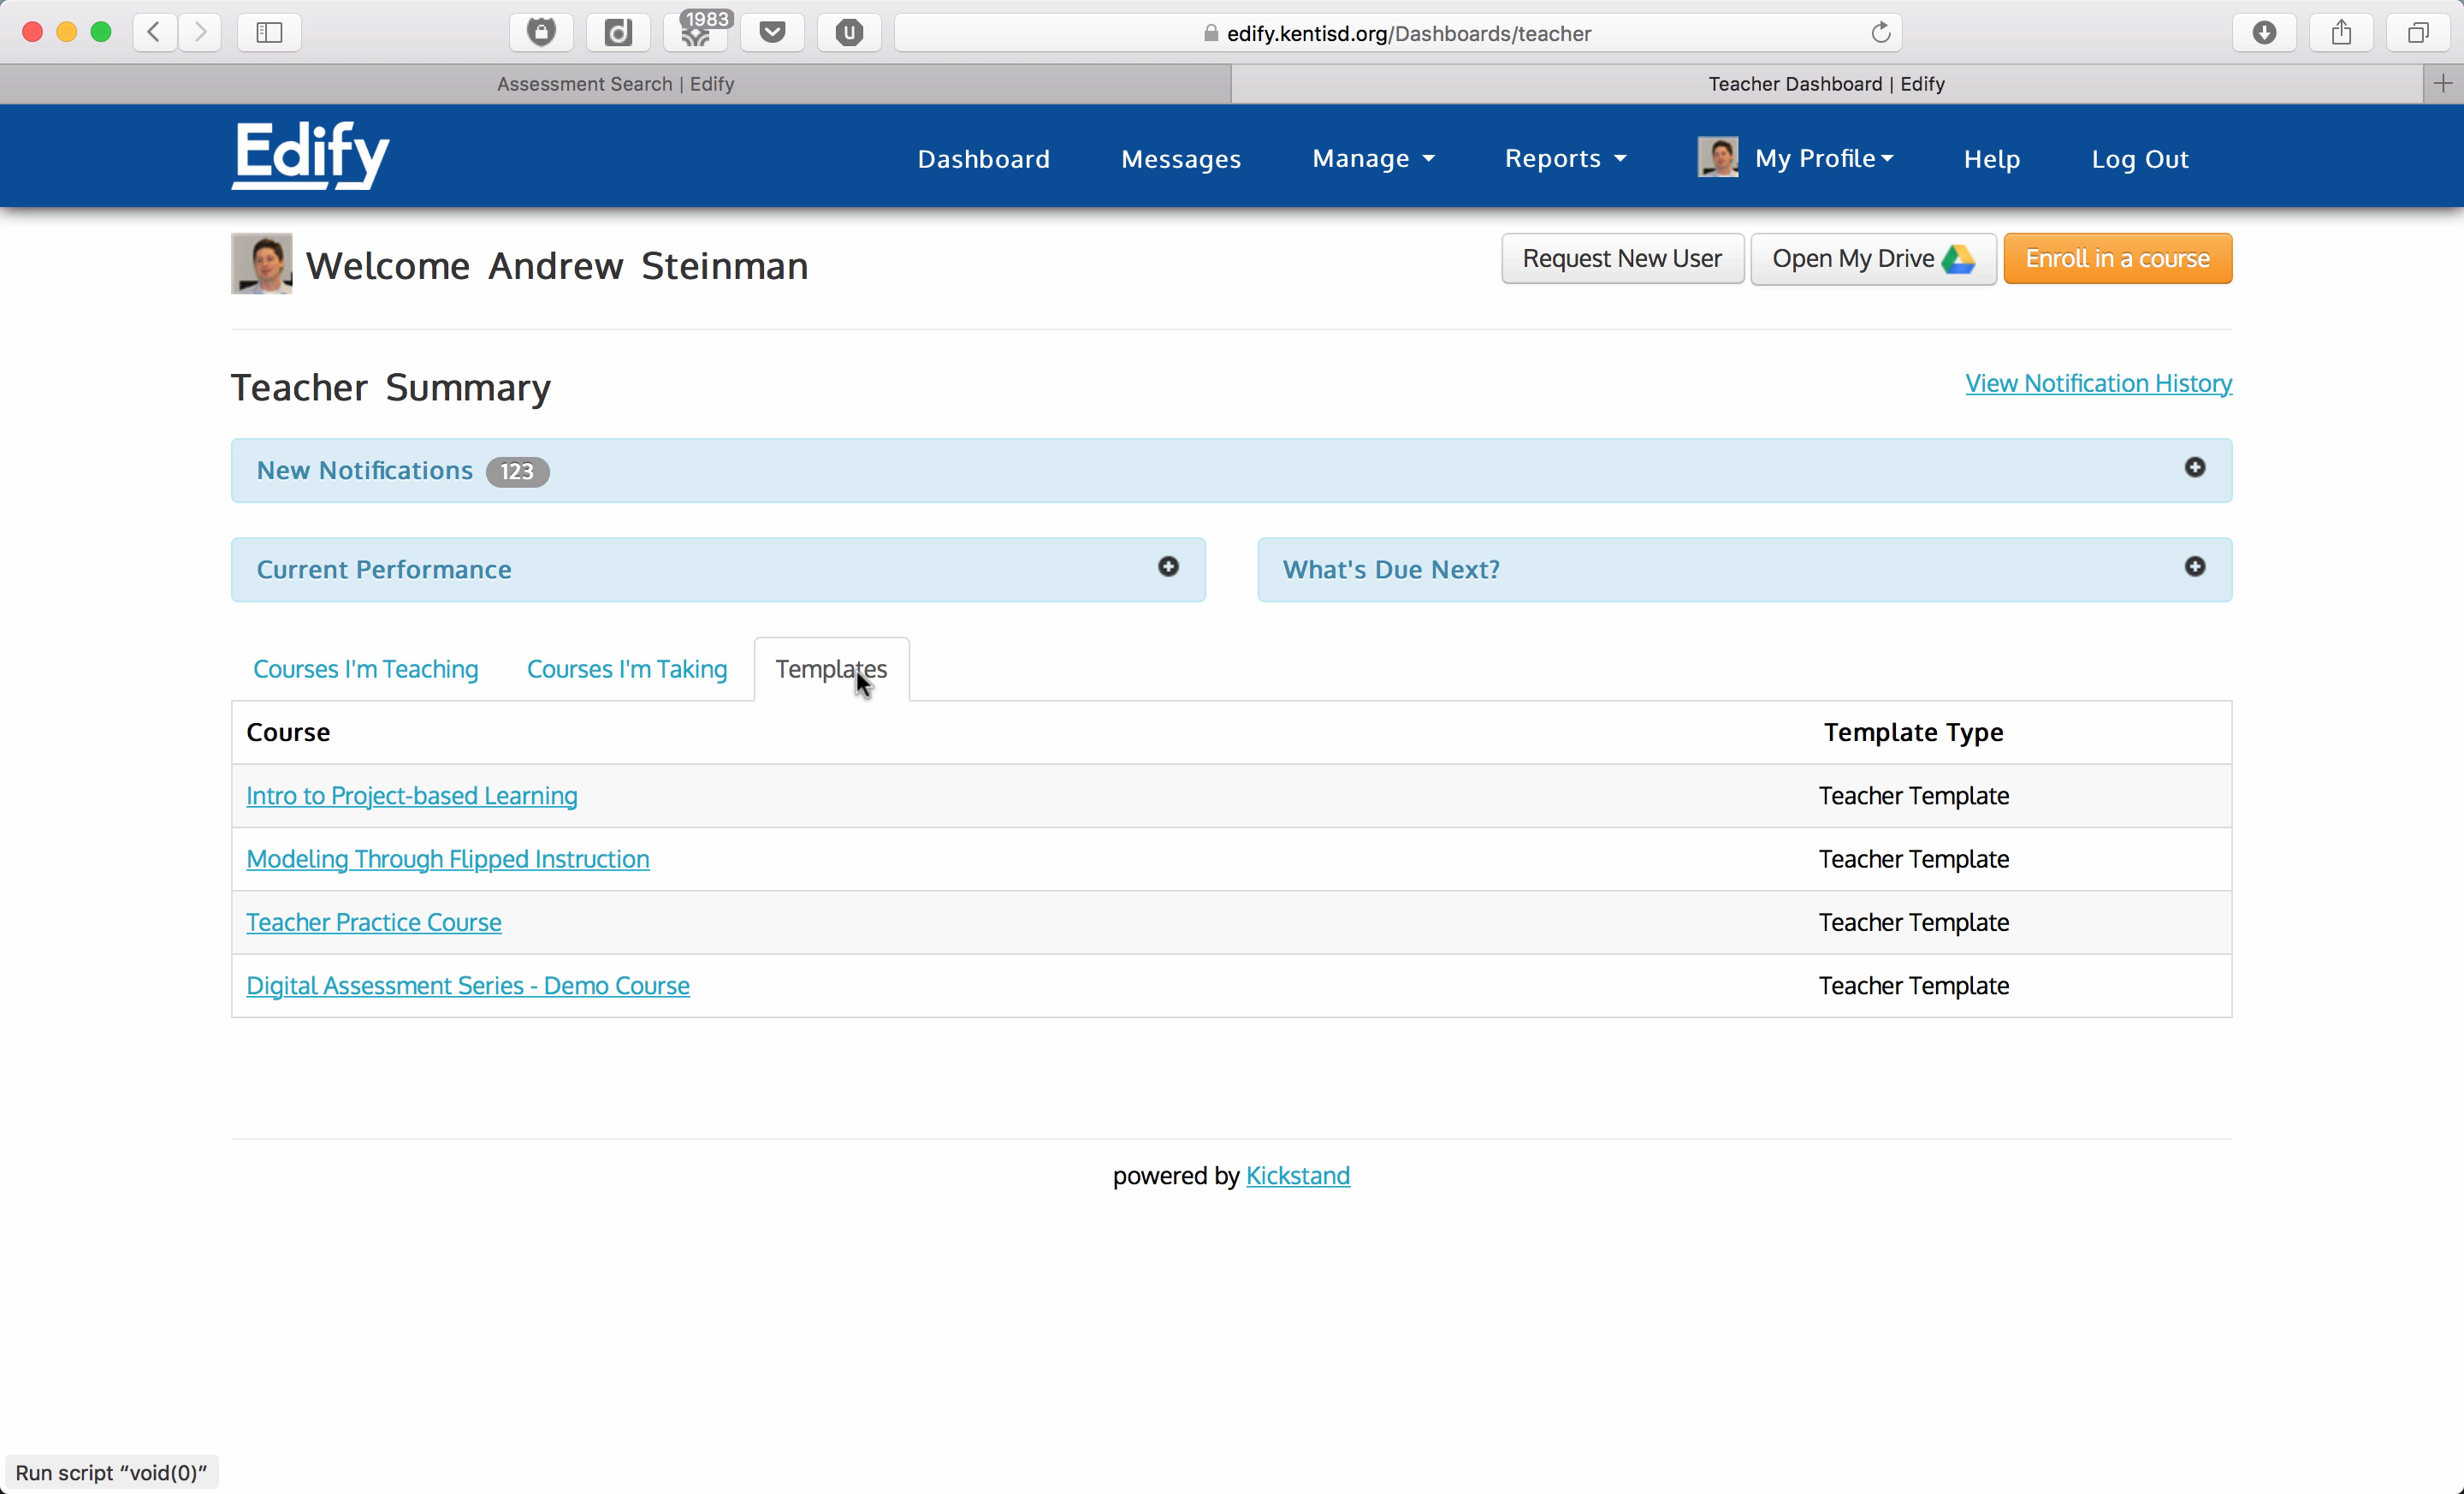 1983
edify.kentisd.org/Dashboards/teacher
Assessment Search | Edify
Teacher Dashboard | Edify
Edify
Dashboard
Messages
Manage
Reports
My Profile
Help
Log Out
Welcome Andrew Steinman
Request New User
Open My Drive
Enroll in a course
Teacher Summary
View Notification History
New Notifications 123
Current Performance
What's Due Next?
Courses I'm Teaching
Courses I'm Taking
Templates
Course
Template Type
Intro to Project-based Learning
Teacher Template
Modeling Through Flipped Instruction
Teacher Template
Teacher Practice Course
Teacher Template
Digital Assessment Series - Demo Course
Teacher Template
powered by Kickstand
Run script “void(0)”